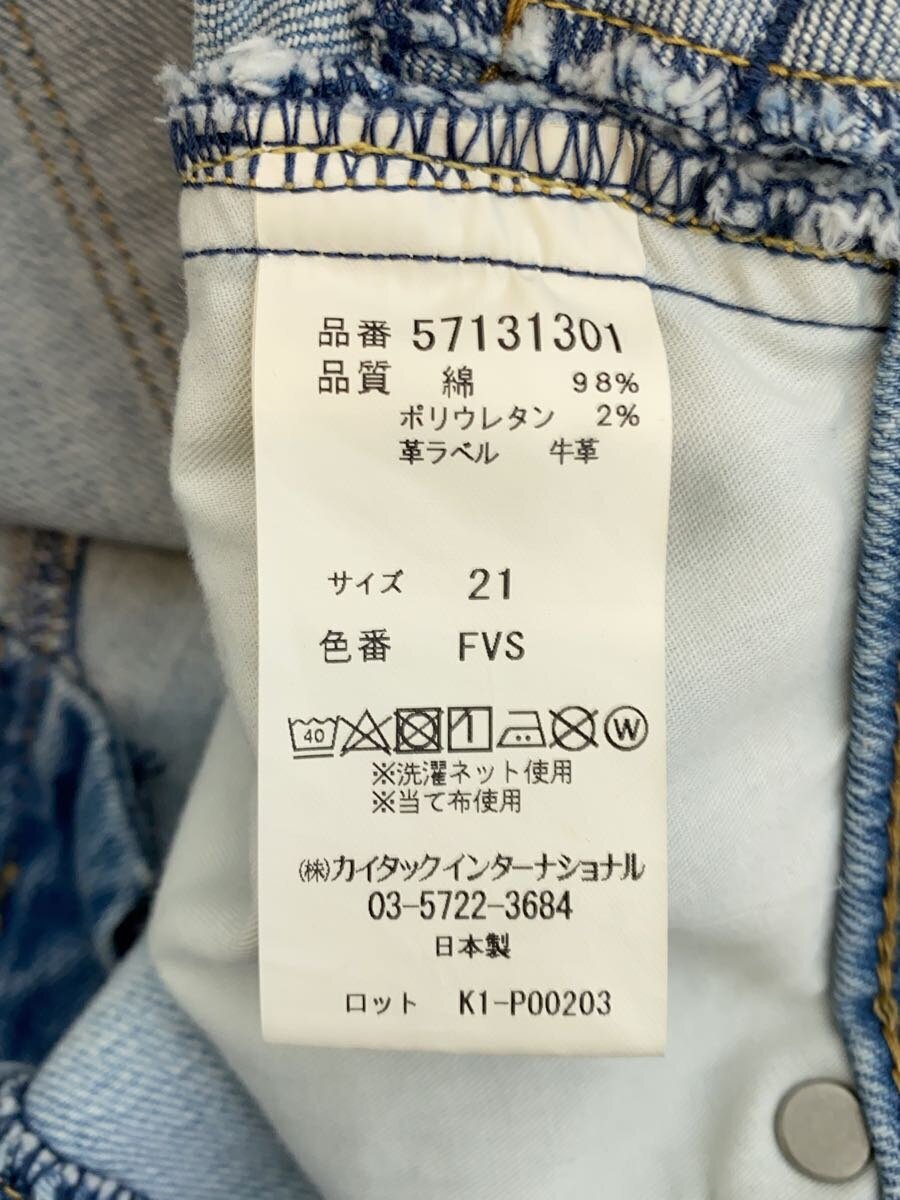 品番 57131301
品質 綿 98%
ポリウレタン 2%
革ラベル 牛革
サイズ 21
色番 FVS
40 W
※洗濯ネット使用
※当て布使用
㈱カイタックインターナショナル
03-5722-3684
日本製
ロット K1-P00203